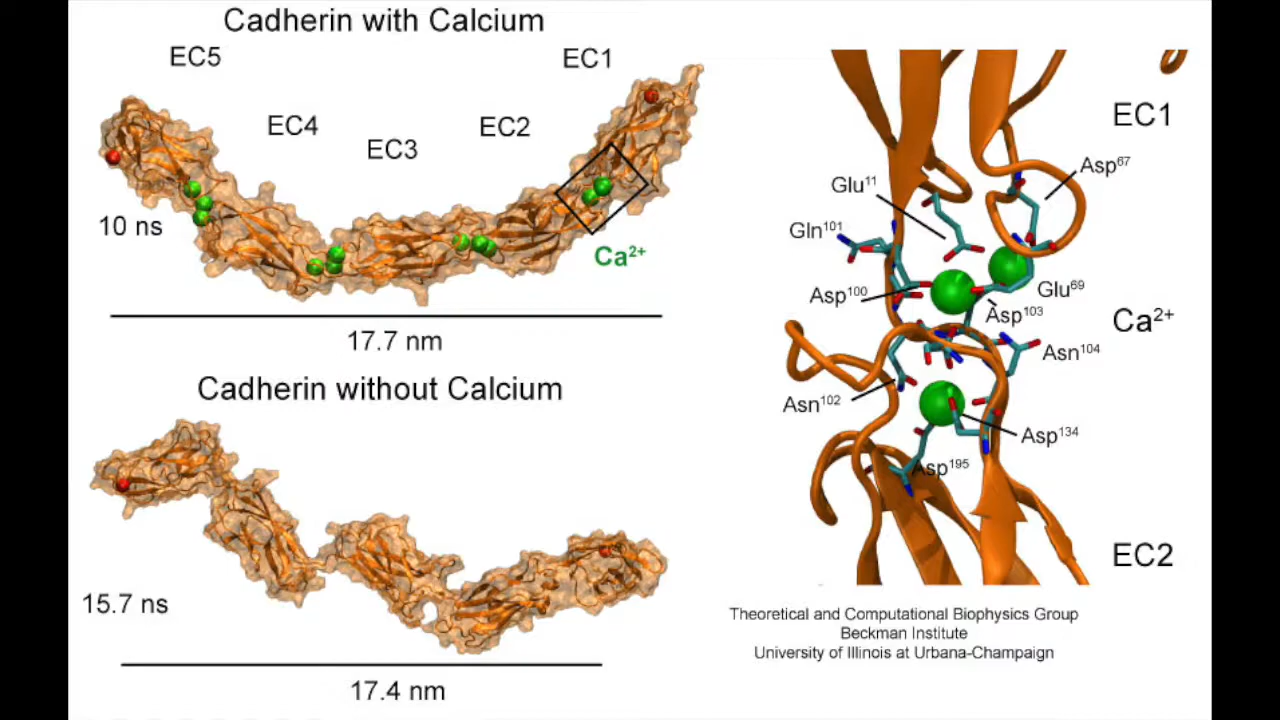 Cadherin with Calcium
EC5
EC1
EC4
EC3
EC2
10 ns
Ca²⁺
17.7 nm
Cadherin without Calcium
15.7 ns
17.4 nm
EC1
Asp⁶⁷
Glu¹¹
Gln¹⁰¹
Asp¹⁰⁰
Glu⁶⁹
Asp¹⁰³
Ca²⁺
Asn¹⁰⁴
Asn¹⁰²
Asp¹³⁴
Asp¹⁹⁵
EC2
Theoretical and Computational Biophysics Group
Beckman Institute
University of Illinois at Urbana-Champaign